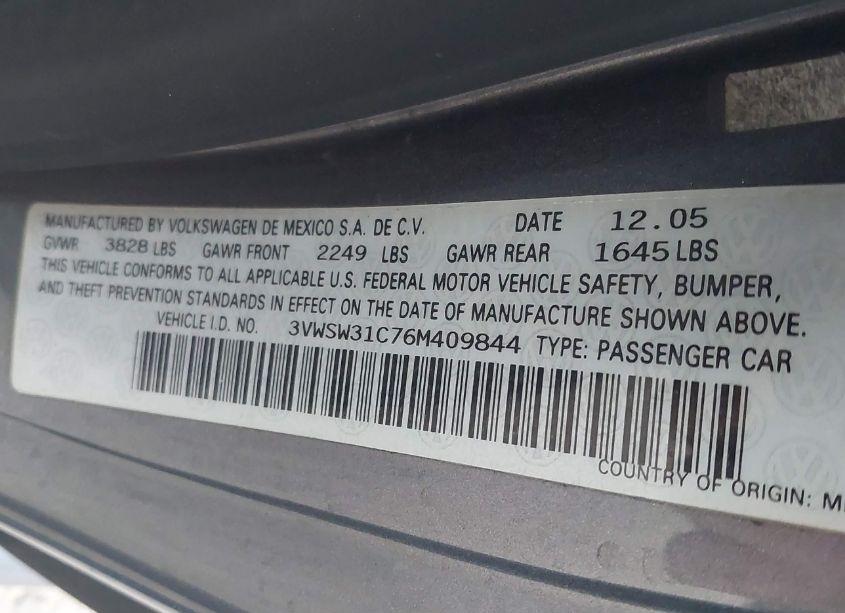 MANUFACTURED BY VOLKSWAGEN DE MEXICO S.A. DE C.V. DATE 12.05
GVWR 3828 LBS GAWR FRONT 2249 LBS GAWR REAR 1645 LBS
THIS VEHICLE CONFORMS TO ALL APPLICABLE U.S. FEDERAL MOTOR VEHICLE SAFETY, BUMPER,
AND THEFT PREVENTION STANDARDS IN EFFECT ON THE DATE OF MANUFACTURE SHOWN ABOVE.
VEHICLE I.D. NO. 3VWSW31C76M409844 TYPE: PASSENGER CAR
COUNTRY OF ORIGIN: